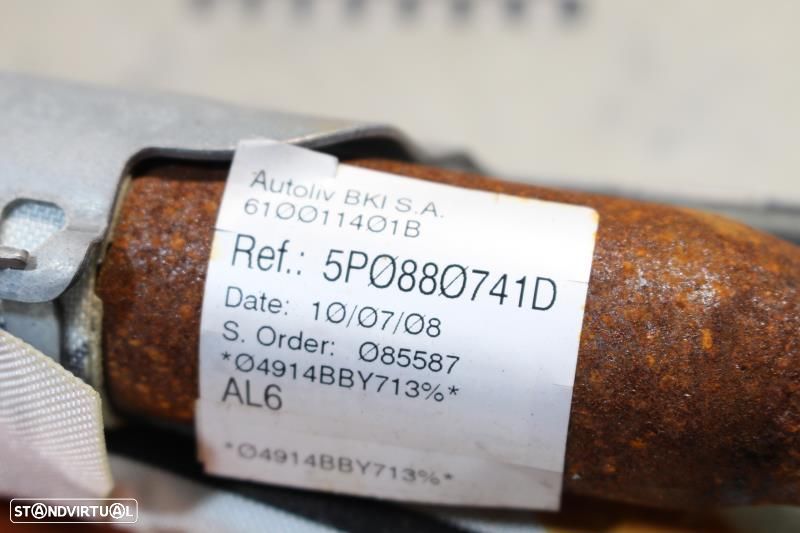 Autoliv BKI S.A.
610011401B
Ref.: 5P0880741D
Date: 10/07/08
S. Order: 085587
*04914BBY713%*
AL6
*04914BBY713%*
STANDVIRTUAL